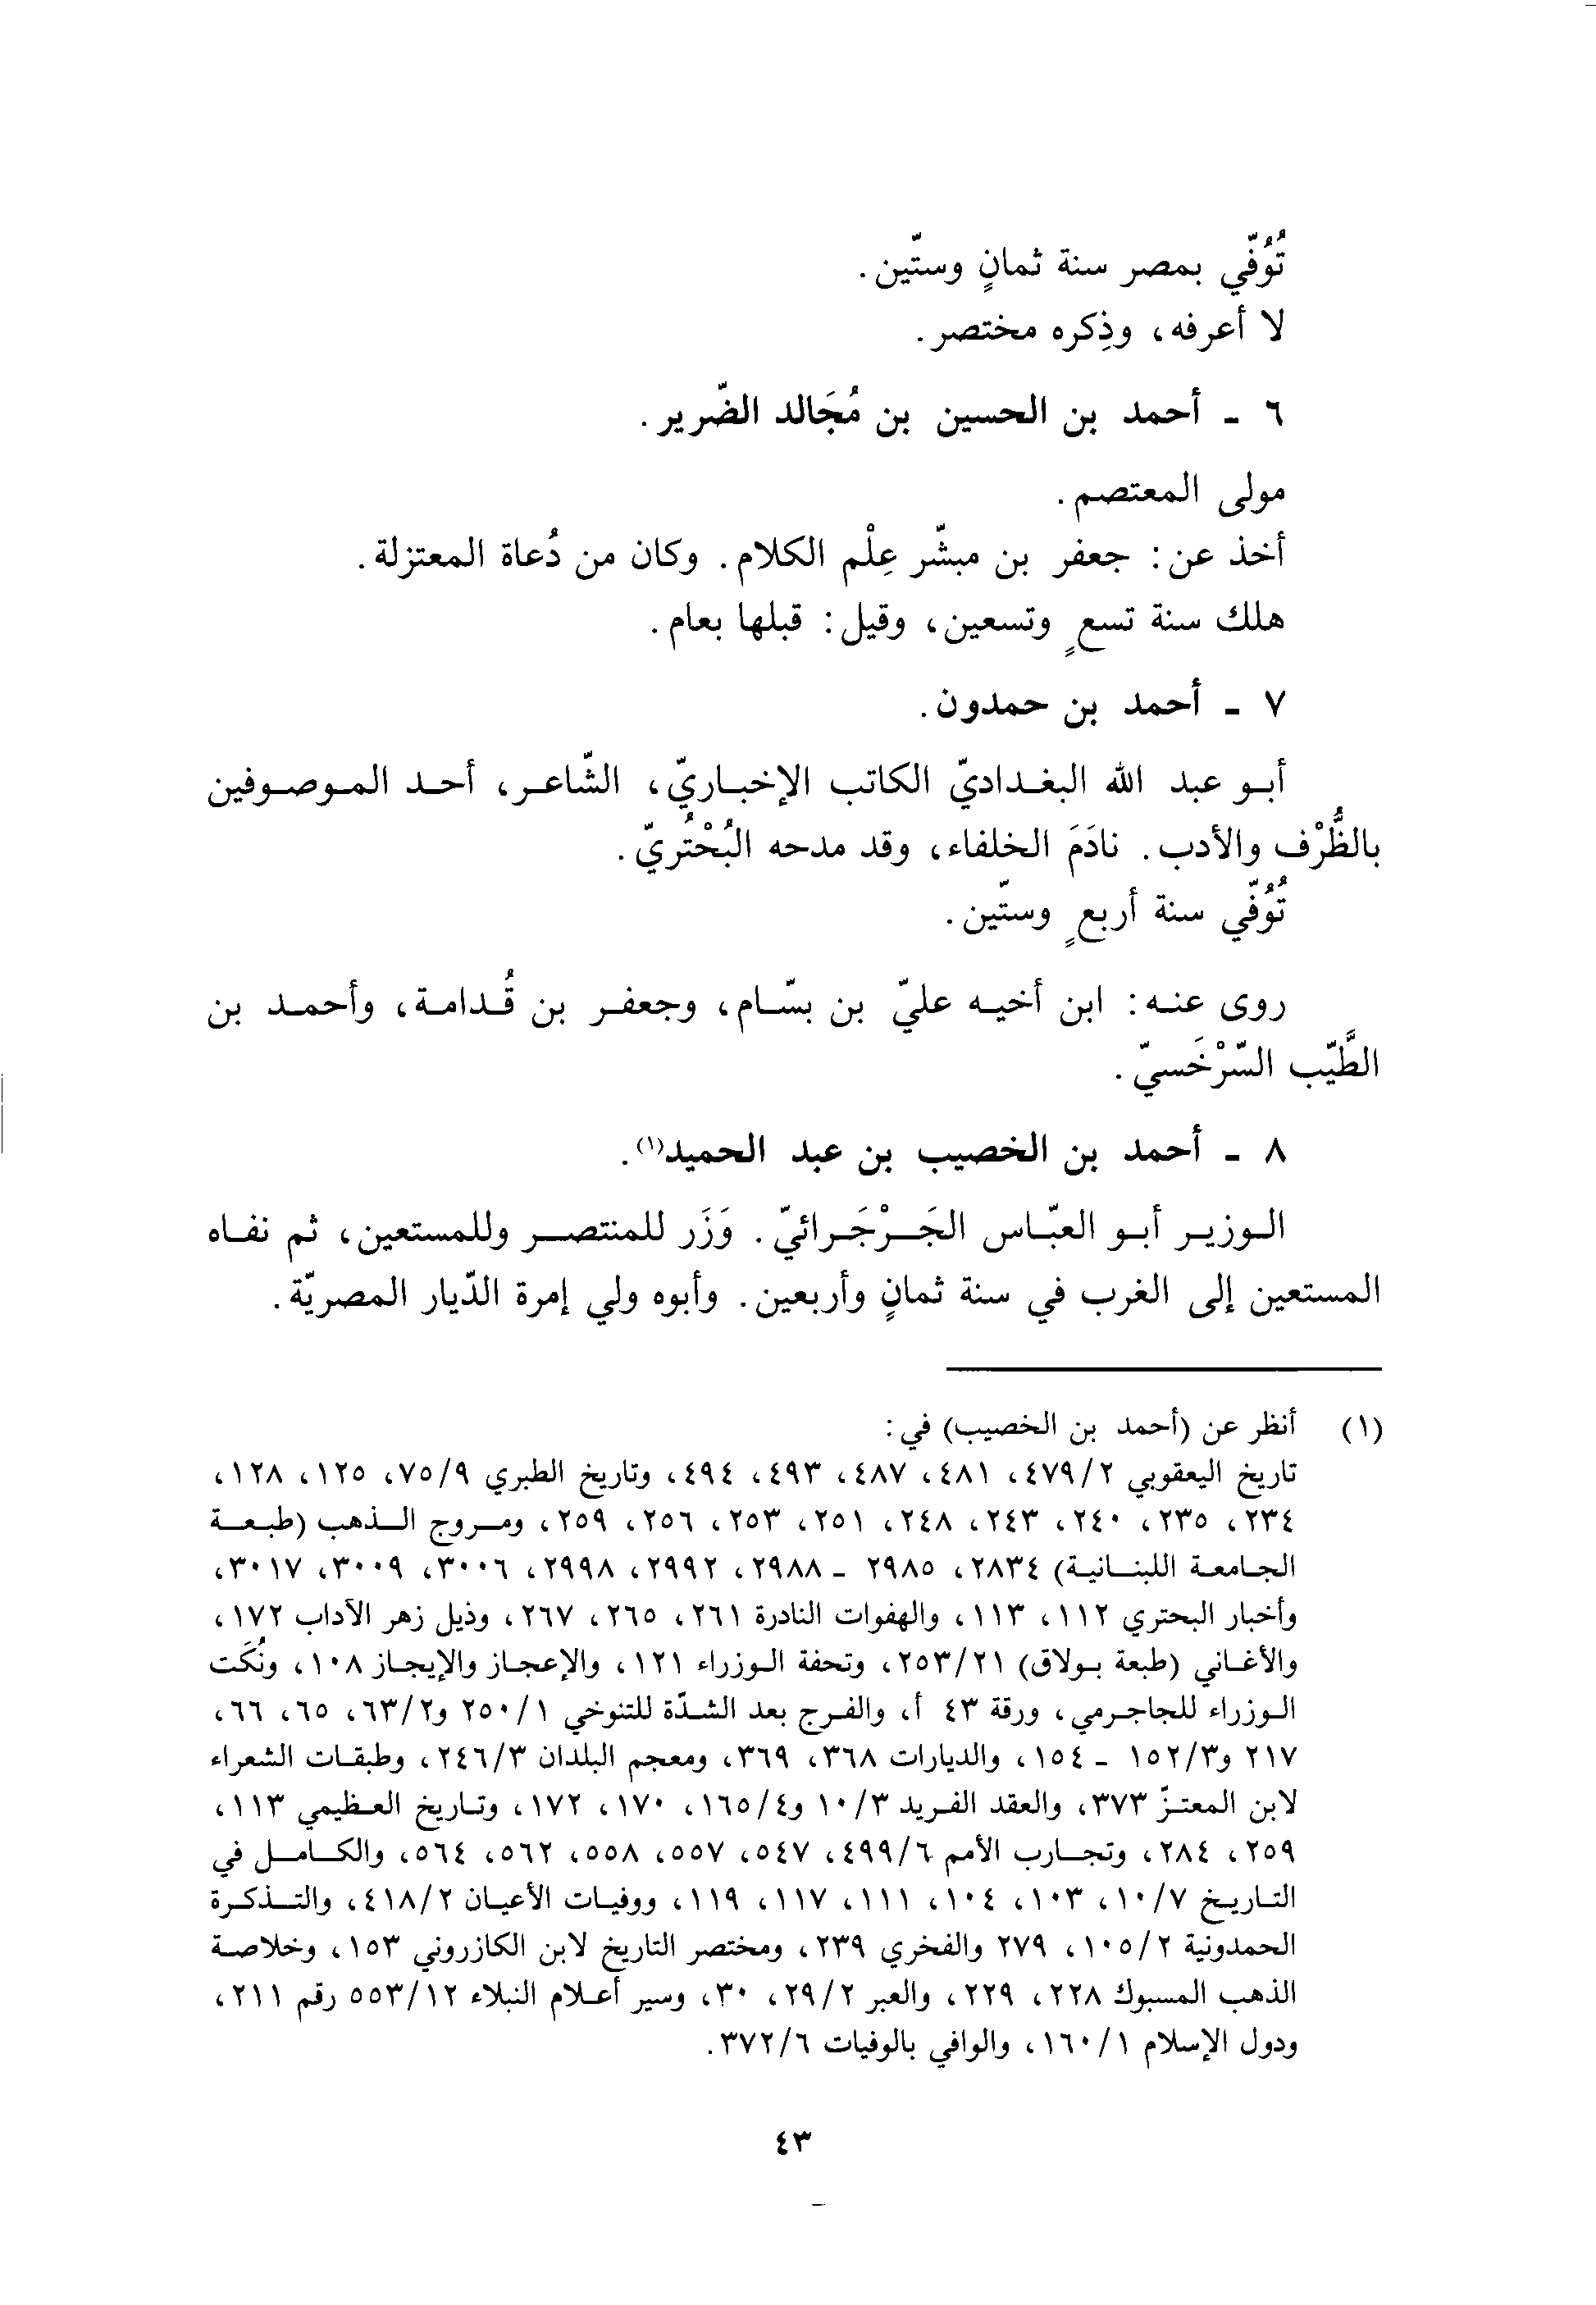 تُوُفّي بمصر سنة ثمانٍ وستّين.
لا أعرفه، وذِكره مختصر.
٦ - أحمد بن الحسين بن مُجَالد الضّرير.
مولى المعتصم.
أخذ عن: جعفر بن مبشّر عِلْم الكلام. وكان من دُعاة المعتزلة.
هلك سنة تسعٍ وتسعين، وقيل: قبلها بعام.
٧ - أحمد بن حمدون.
أبو عبد الله البغداديّ الكاتب الإخباريّ، الشّاعر، أحد الموصوفين
بالظُّرْف والأدب. نادَمَ الخلفاء، وقد مدحه البُحْتُريّ.
تُوُفّي سنة أربعٍ وستّين.
روى عنه: ابن أخيه عليّ بن بسّام، وجعفر بن قُدامة، وأحمد بن
الطَّيّب السّرْخَسيّ.
٨ - أحمد بن الخصيب بن عبد الحميد(١).
الوزير أبو العبّاس الجَرْجَرائيّ. وَزَر للمنتصر وللمستعين، ثم نفاه
المستعين إلى الغرب في سنة ثمانٍ وأربعين. وأبوه ولي إمرة الدّيار المصريّة.
(١) أنظر عن (أحمد بن الخصيب) في:
تاريخ اليعقوبي ٤٧٩/٢، ٤٨١، ٤٨٧، ٤٩٣، ٤٩٤، وتاريخ الطبري ٧٥/٩، ١٢٥، ١٢٨،
٢٣٤، ٢٣٥، ٢٤٠، ٢٤٣، ٢٤٨، ٢٥١، ٢٥٣، ٢٥٦، ٢٥٩، ومروج الذهب (طبعة
الجامعة اللبنانية) ٢٨٣٤، ٢٩٨٥ - ٢٩٨٨، ٢٩٩٢، ٢٩٩٨، ٣٠٠٦، ٣٠٠٩، ٣٠١٧،
وأخبار البحتري ١١٢، ١١٣، والهفوات النادرة ٢٦١، ٢٦٥، ٢٦٧، وذيل زهر الآداب ١٧٢،
والأغاني (طبعة بولاق) ٢٥٣/٢١، وتحفة الوزراء ١٢١، والإعجاز والإيجاز ١٠٨، ونُكَت
الوزراء للجاجرمي، ورقة ٤٣ أ، والفرج بعد الشدّة للتنوخي ٢٥٠/١ و٦٣/٢، ٦٥، ٦٦،
٢١٧ و١٥٢/٣ - ١٥٤، والديارات ٣٦٨، ٣٦٩، ومعجم البلدان ٢٤٦/٣، وطبقات الشعراء
لابن المعتزّ ٣٧٣، والعقد الفريد ١٠/٣ و١٦٥/٤، ١٧٠، ١٧٢، وتاريخ العظيمي ١١٣،
٢٥٩، ٢٨٤، وتجارب الأمم ٤٩٩/٦، ٥٤٧، ٥٥٧، ٥٥٨، ٥٦٢، ٥٦٤، والكامل في
التاريخ ١٠/٧، ١٠٣، ١٠٤، ١١١، ١١٧، ١١٩، ووفيات الأعيان ٤١٨/٢، والتذكرة
الحمدونية ١٠٥/٢، ٢٧٩ والفخري ٢٣٩، ومختصر التاريخ لابن الكازروني ١٥٣، وخلاصة
الذهب المسبوك ٢٢٨، ٢٢٩، والعبر ٢٩/٢، ٣٠، وسير أعلام النبلاء ٥٥٣/١٢ رقم ٢١١،
ودول الإسلام ١٦٠/١، والوافي بالوفيات ٣٧٢/٦.
٤٣